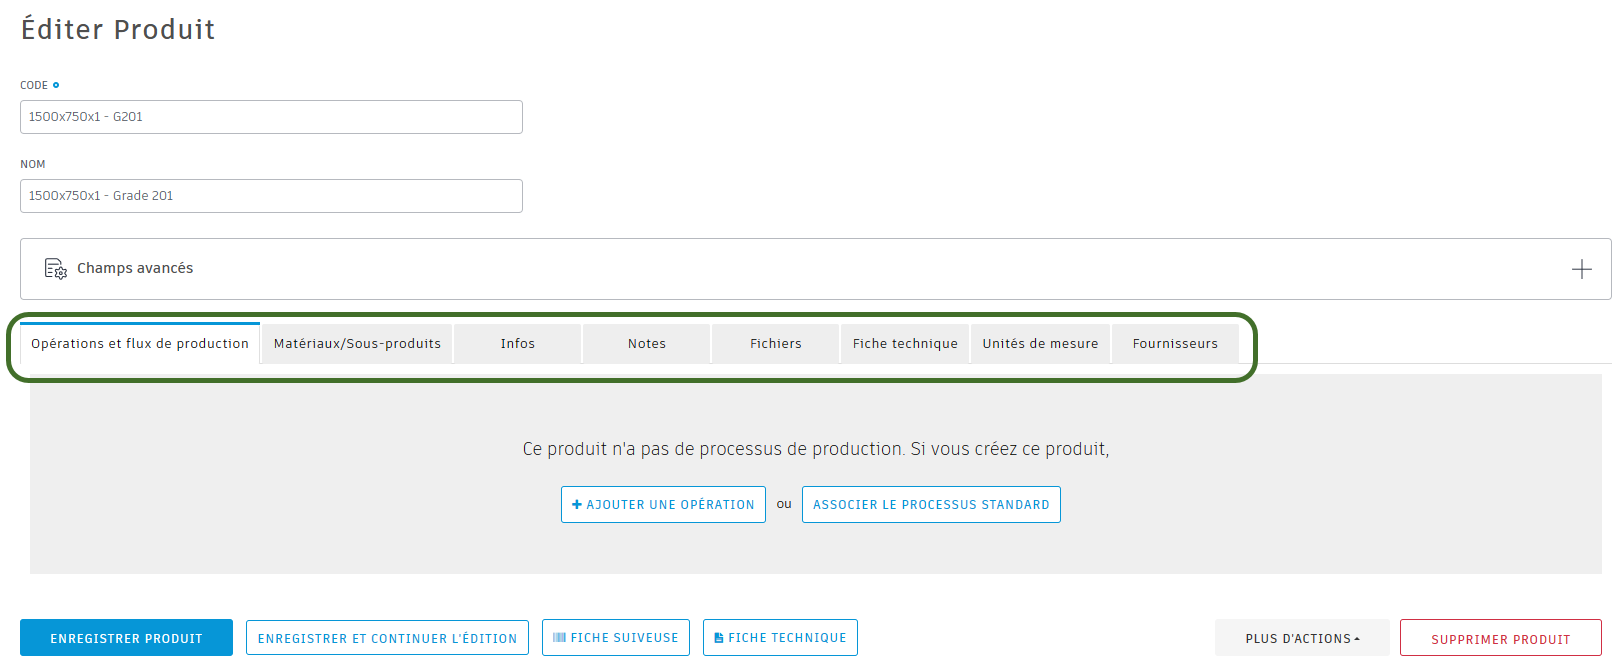 Éditer Produit
CODE
1500x750x1 - G201
NOM
1500x750x1 - Grade 201
Champs avancés
Opérations et flux de production Matériaux/Sous-produits Infos Notes Fichiers Fiche technique Unités de mesure Fournisseurs
Ce produit n'a pas de processus de production. Si vous créez ce produit,
+ AJOUTER UNE OPÉRATION ou ASSOCIER LE PROCESSUS STANDARD
ENREGISTRER PRODUIT ENREGISTRER ET CONTINUER L'ÉDITION FICHE SUIVEUSE FICHE TECHNIQUE PLUS D'ACTIONS SUPPRIMER PRODUIT